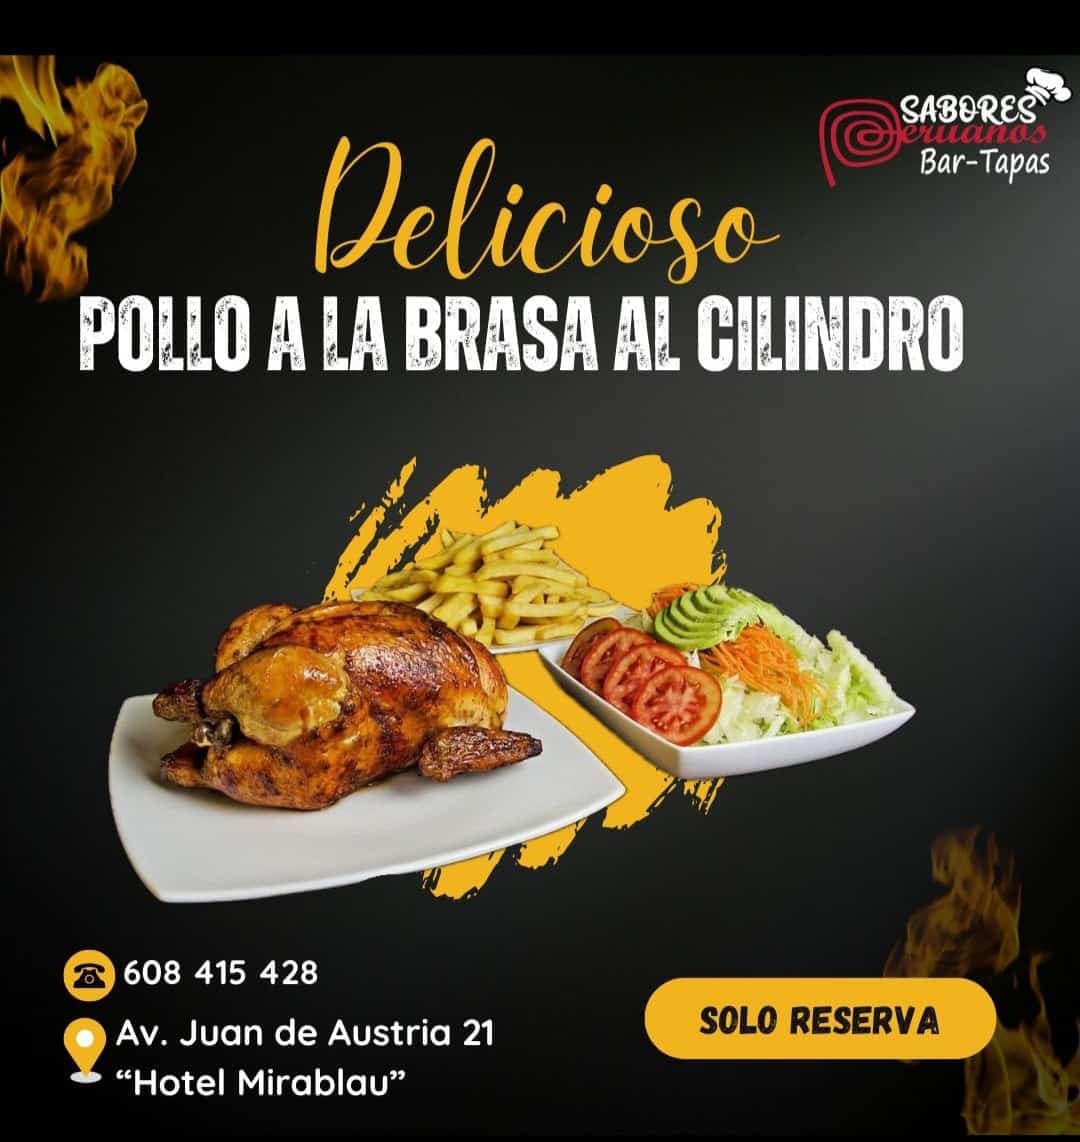 SABORES
Peruanos
Bar-Tapas
Delicioso
POLLO A LA BRASA AL CILINDRO
608 415 428
Av. Juan de Austria 21
“Hotel Mirablau”
SOLO RESERVA